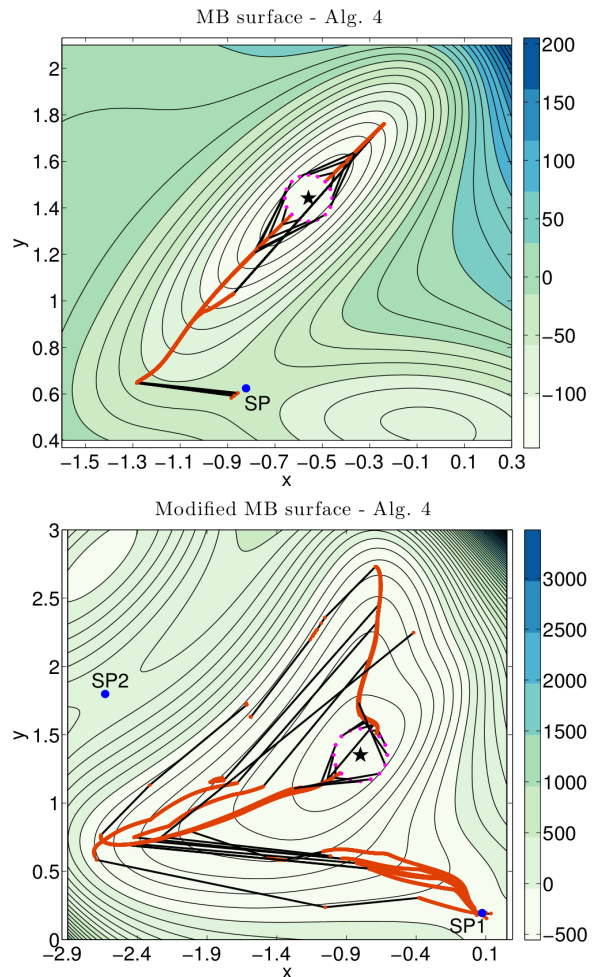 MB surface - Alg. 4
200
2
150
1.8
1.6
100
1.4
50
y
1.2
0
1
0.8
−50
0.6
SP
−100
0.4
−1.5 −1.3 −1.1 −0.9 −0.7 −0.5 −0.3 −0.1 0.1 0.3
x
Modified MB surface - Alg. 4
3
3000
2.5
2500
2
2000
SP2
y
1.5
1500
1000
1
500
0.5
0
SP1
0
−500
−2.9 −2.4 −1.9 −1.4 −0.9 −0.4 0.1
x